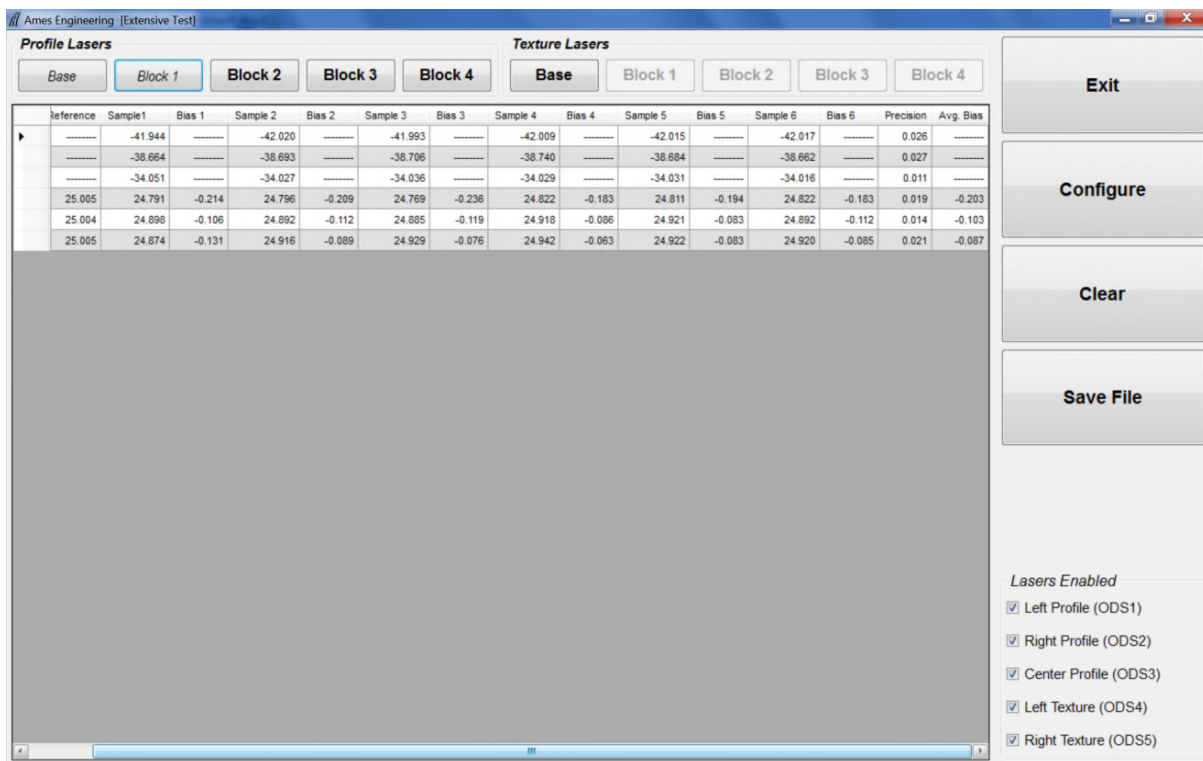 Ames Engineering [Extensive Test]
Profile Lasers Texture Lasers
Base Block 1 Block 2 Block 3 Block 4 Base Block 1 Block 2 Block 3 Block 4
Exit
Reference Sample1 Bias 1 Sample 2 Bias 2 Sample 3 Bias 3 Sample 4 Bias 4 Sample 5 Bias 5 Sample 6 Bias 6 Precision Avg. Bias
-------- -41.944 -------- -42.020 -------- -41.993 -------- -42.009 -------- -42.015 -------- -42.017 -------- 0.026 --------
-------- -38.664 -------- -38.693 -------- -38.706 -------- -38.740 -------- -38.684 -------- -38.662 -------- 0.027 --------
-------- -34.051 -------- -34.027 -------- -34.036 -------- -34.029 -------- -34.031 -------- -34.016 -------- 0.011 --------
25.005 24.791 -0.214 24.796 -0.209 24.769 -0.236 24.822 -0.183 24.811 -0.194 24.822 -0.183 0.019 -0.203
25.004 24.898 -0.106 24.892 -0.112 24.885 -0.119 24.918 -0.086 24.921 -0.083 24.892 -0.112 0.014 -0.103
25.005 24.874 -0.131 24.916 -0.089 24.929 -0.076 24.942 -0.063 24.922 -0.083 24.920 -0.085 0.021 -0.087
Configure
Clear
Save File
Lasers Enabled
Left Profile (ODS1)
Right Profile (ODS2)
Center Profile (ODS3)
Left Texture (ODS4)
Right Texture (ODS5)